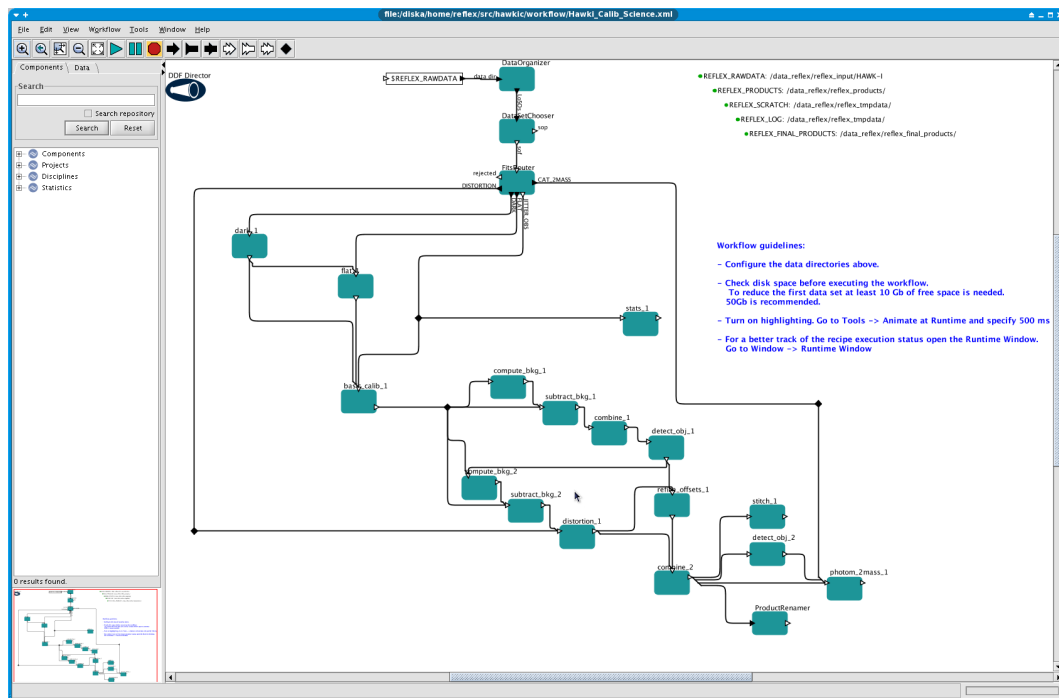 file:/diska/home/reflex/src/hawkic/workflow/Hawki_Calib_Science.xml
File Edit View Workflow Tools Window Help
Components Data
Search
Search repository
Search Reset
Components
Projects
Disciplines
Statistics
0 results found.
DDF Director
$REFLEX_RAWDATA
data dir
DataOrganizer
LoSOs
DataSetChooser
sop
sof
FitsRouter
rejected
DISTORTION
CAT_2MASS
DARK
FLAT
JITTER_OBS
REFLEX_RAWDATA: /data_reflex/reflex_input/HAWK-I
REFLEX_PRODUCTS: /data_reflex/reflex_products/
REFLEX_SCRATCH: /data_reflex/reflex_tmpdata/
REFLEX_LOG: /data_reflex/reflex_tmpdata/
REFLEX_FINAL_PRODUCTS: /data_reflex/reflex_final_products/
Workflow guidelines:
- Configure the data directories above.
- Check disk space before executing the workflow.
To reduce the first data set at least 10 Gb of free space is needed.
50Gb is recommended.
- Turn on highlighting. Go to Tools -> Animate at Runtime and specify 500 ms
- For a better track of the recipe execution status open the Runtime Window.
Go to Window -> Runtime Window
dark_1
flat_1
stats_1
basic_calib_1
compute_bkg_1
subtract_bkg_1
combine_1
detect_obj_1
compute_bkg_2
subtract_bkg_2
refine_offsets_1
distortion_1
stitch_1
detect_obj_2
combine_2
photom_2mass_1
ProductRenamer